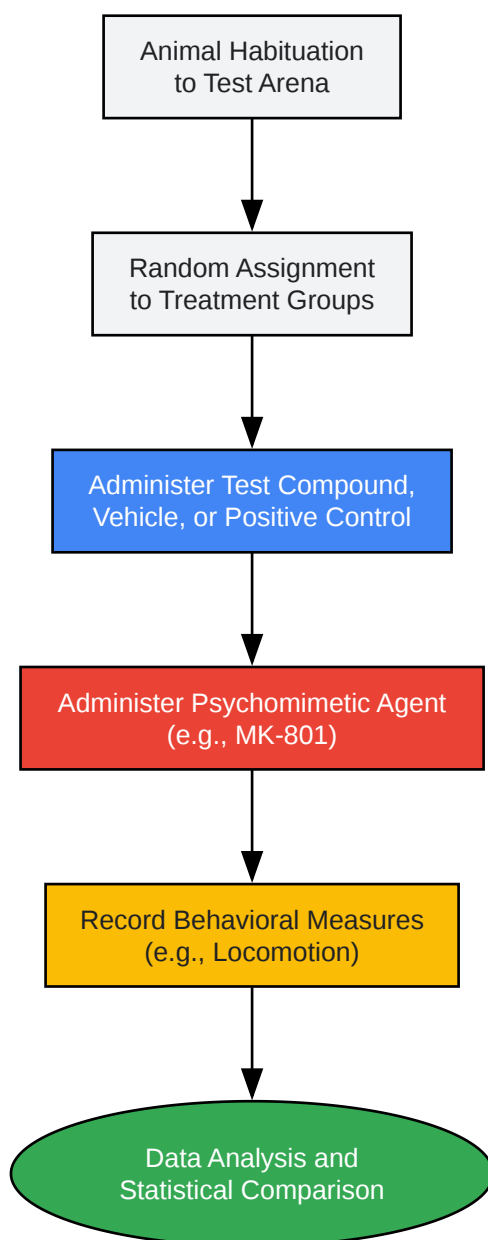 Animal Habituation
to Test Arena
Random Assignment
to Treatment Groups
Administer Test Compound,
Vehicle, or Positive Control
Administer Psychomimetic Agent
(e.g., MK-801)
Record Behavioral Measures
(e.g., Locomotion)
Data Analysis and
Statistical Comparison